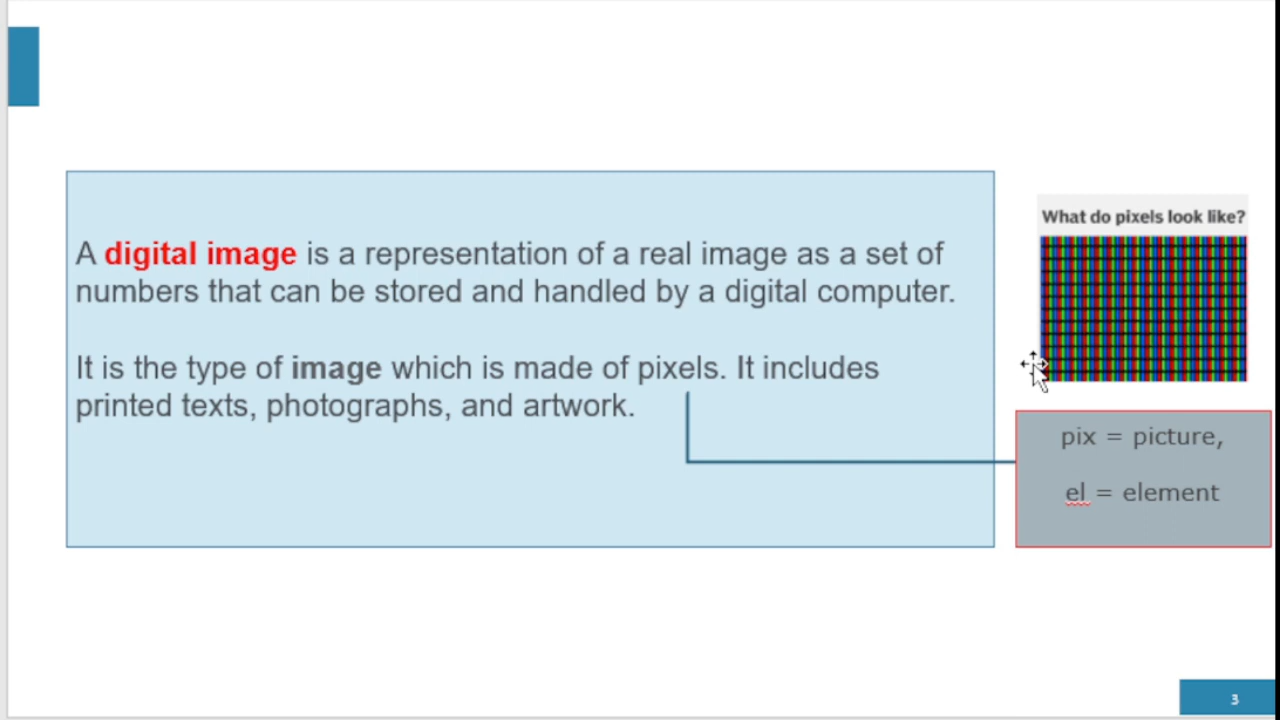 A digital image is a representation of a real image as a set of
numbers that can be stored and handled by a digital computer.
It is the type of image which is made of pixels. It includes
printed texts, photographs, and artwork.
What do pixels look like?
pix = picture,
el = element
3